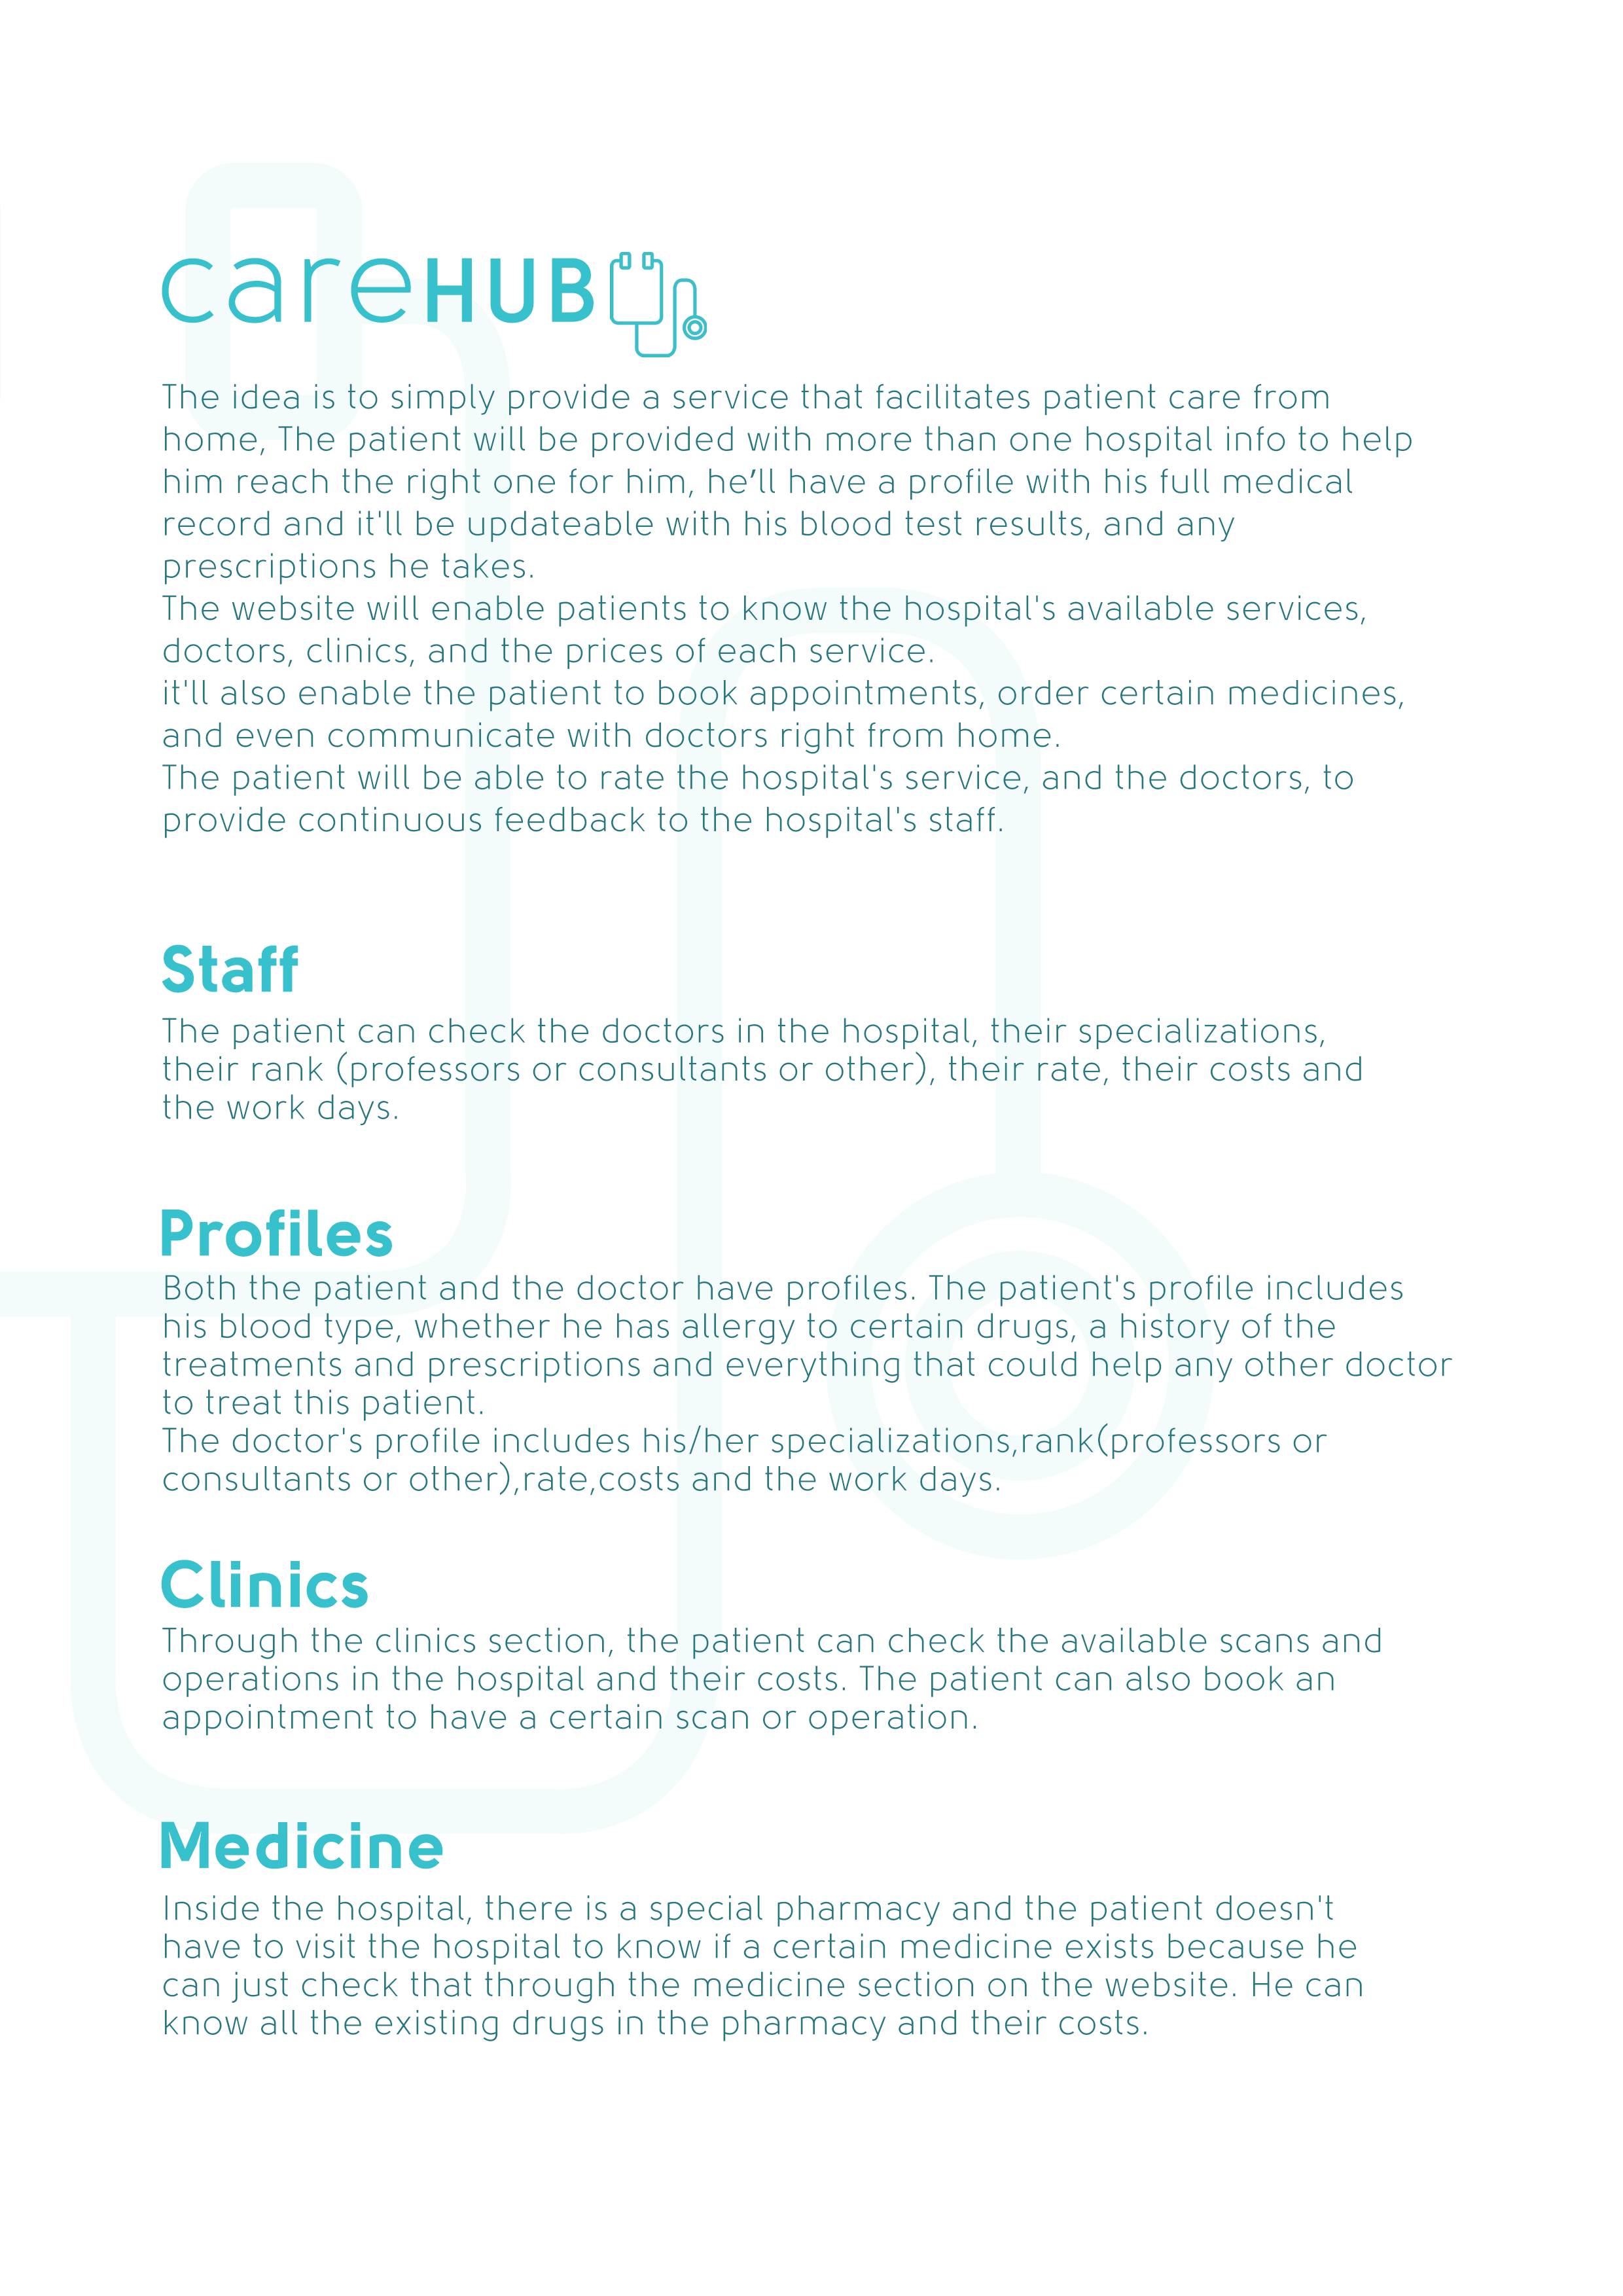 careHUB
The idea is to simply provide a service that facilitates patient care from
home, The patient will be provided with more than one hospital info to help
him reach the right one for him, he’ll have a profile with his full medical
record and it'll be updateable with his blood test results, and any
prescriptions he takes.
The website will enable patients to know the hospital's available services,
doctors, clinics, and the prices of each service.
it'll also enable the patient to book appointments, order certain medicines,
and even communicate with doctors right from home.
The patient will be able to rate the hospital's service, and the doctors, to
provide continuous feedback to the hospital's staff.
Staff
The patient can check the doctors in the hospital, their specializations,
their rank (professors or consultants or other), their rate, their costs and
the work days.
Profiles
Both the patient and the doctor have profiles. The patient's profile includes
his blood type, whether he has allergy to certain drugs, a history of the
treatments and prescriptions and everything that could help any other doctor
to treat this patient.
The doctor's profile includes his/her specializations,rank(professors or
consultants or other),rate,costs and the work days.
Clinics
Through the clinics section, the patient can check the available scans and
operations in the hospital and their costs. The patient can also book an
appointment to have a certain scan or operation.
Medicine
Inside the hospital, there is a special pharmacy and the patient doesn't
have to visit the hospital to know if a certain medicine exists because he
can just check that through the medicine section on the website. He can
know all the existing drugs in the pharmacy and their costs.